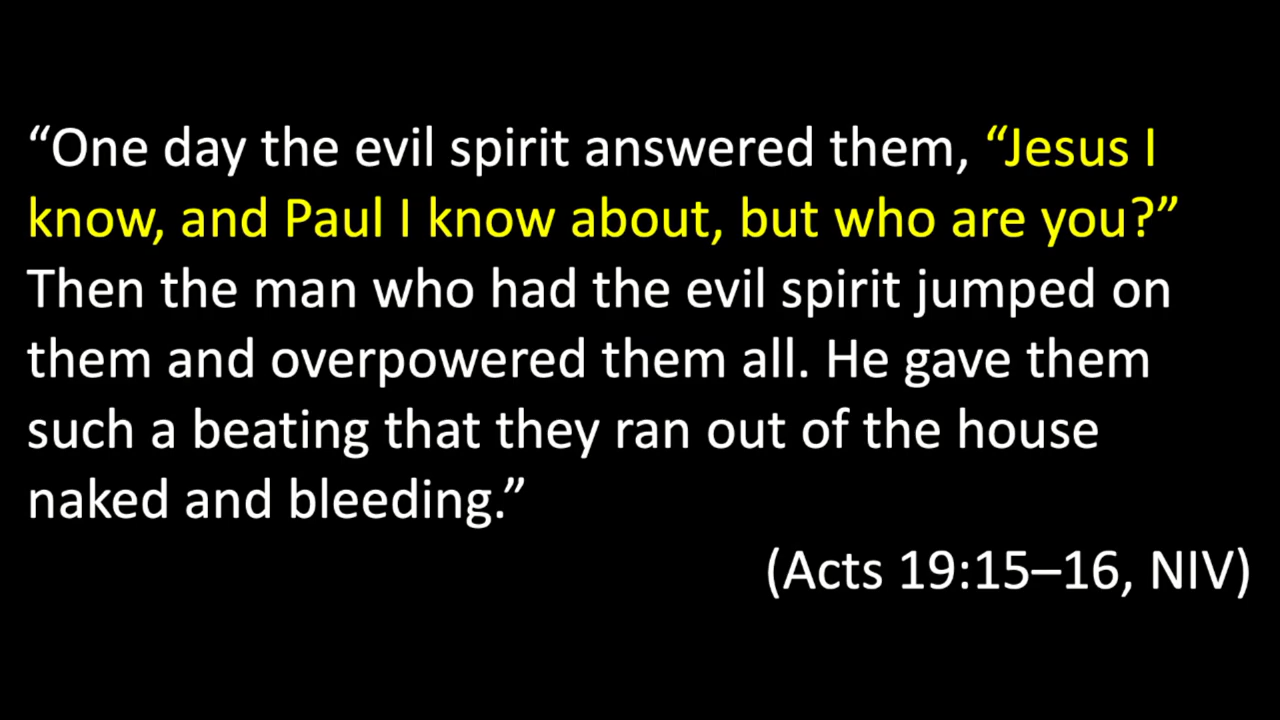 “One day the evil spirit answered them, “Jesus I
know, and Paul I know about, but who are you?”
Then the man who had the evil spirit jumped on
them and overpowered them all. He gave them
such a beating that they ran out of the house
naked and bleeding.”
(Acts 19:15–16, NIV)